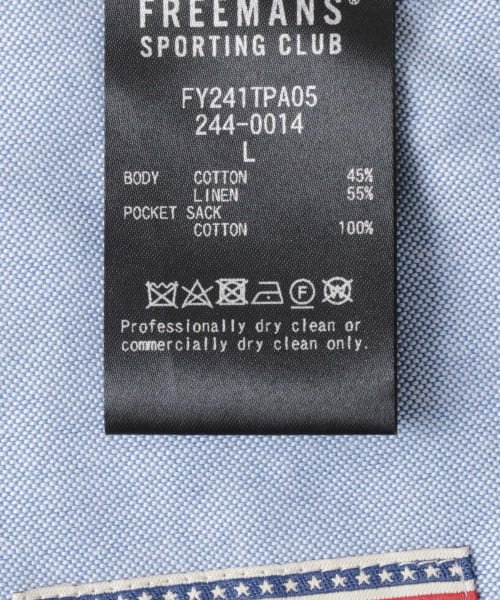 FREEMANS®
SPORTING CLUB
FY241TPA05
244-0014
L
BODY COTTON 45%
LINEN 55%
POCKET SACK
COTTON 100%
F W
Professionally dry clean or
commercially dry clean only.